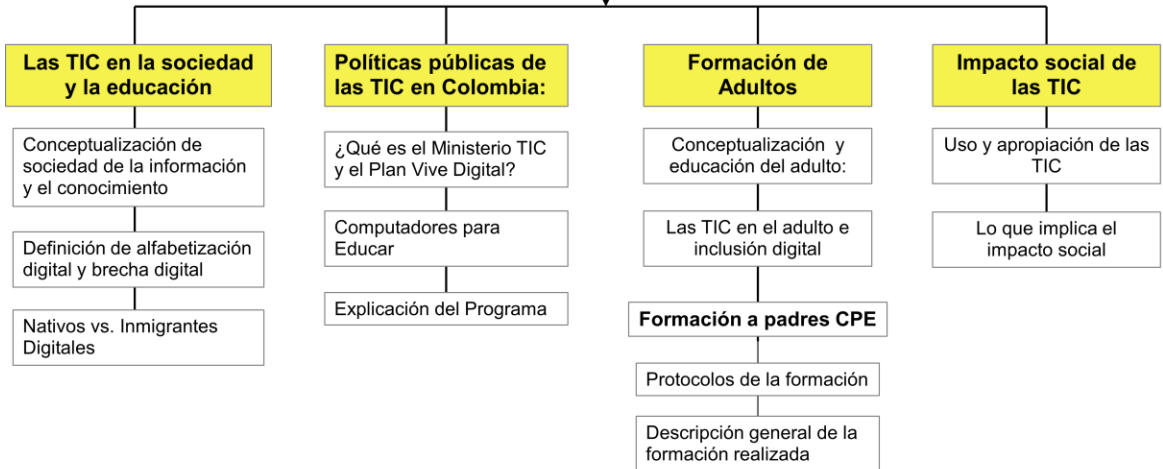 Las TIC en la sociedad
y la educación
Conceptualización de
sociedad de la información
y el conocimiento
Definición de alfabetización
digital y brecha digital
Nativos vs. Inmigrantes
Digitales
Políticas públicas de
las TIC en Colombia:
¿Qué es el Ministerio TIC
y el Plan Vive Digital?
Computadores para
Educar
Explicación del Programa
Formación de
Adultos
Conceptualización y
educación del adulto:
Las TIC en el adulto e
inclusión digital
Formación a padres CPE
Protocolos de la formación
Descripción general de la
formación realizada
Impacto social de
las TIC
Uso y apropiación de las
TIC
Lo que implica el
impacto social